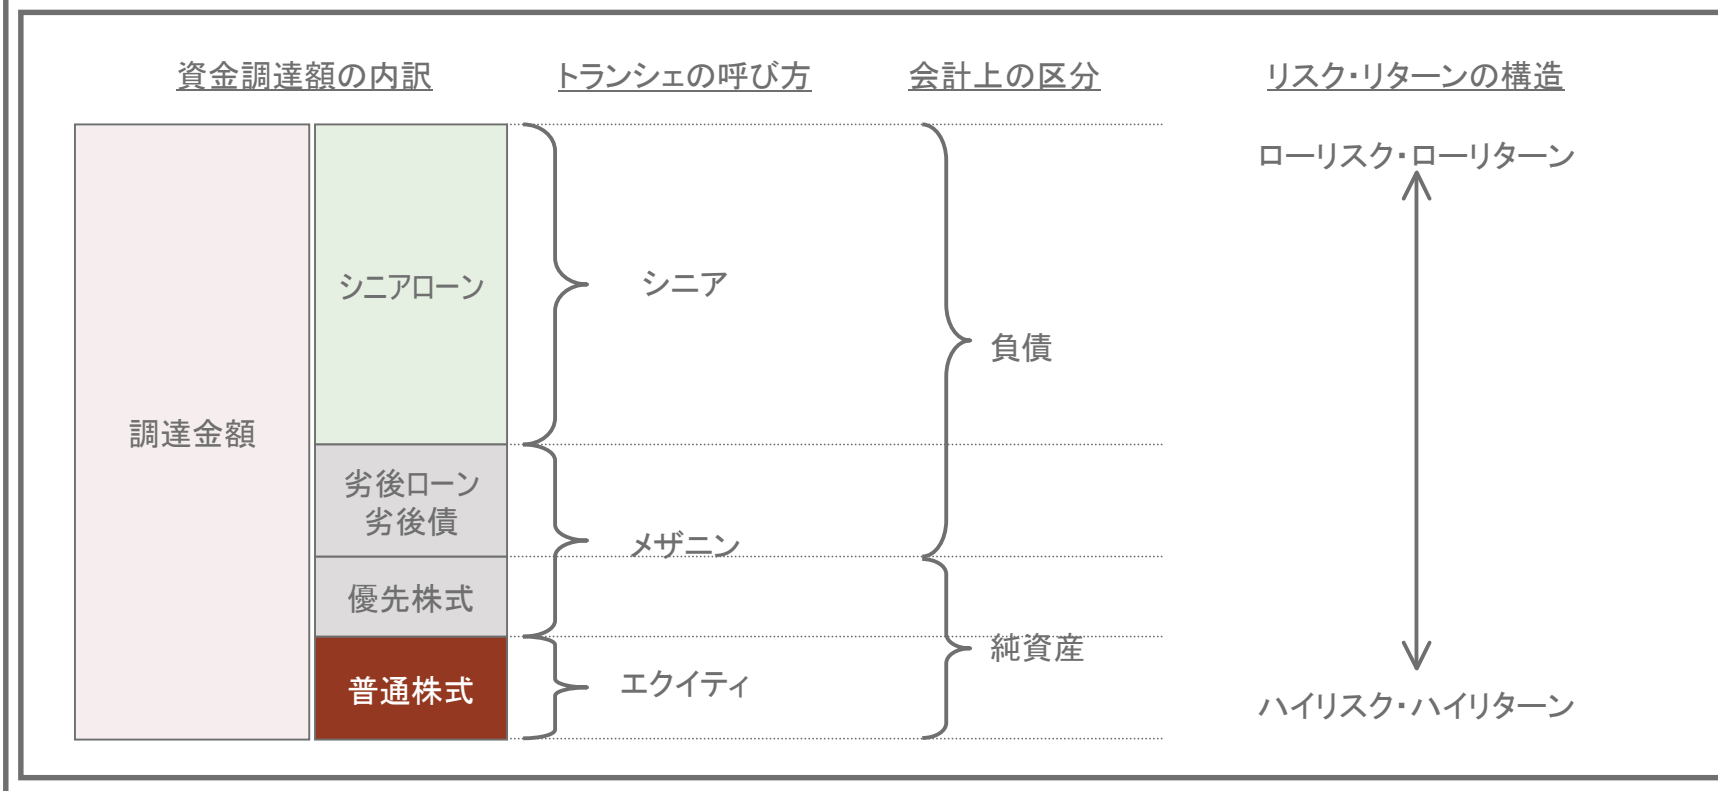 資金調達額の内訳
トランシェの呼び方
会計上の区分
リスク・リターンの構造
調達金額
シニアローン
劣後ローン
劣後債
優先株式
普通株式
シニア
メザニン
エクイティ
負債
純資産
ローリスク・ローリターン
ハイリスク・ハイリターン